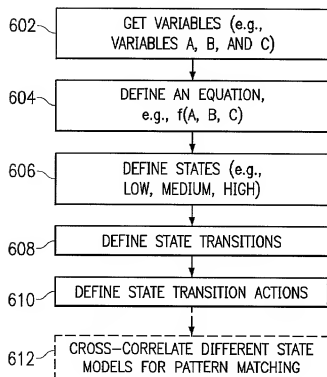 602
GET VARIABLES (e.g.,
VARIABLES A, B, AND C)
604
DEFINE AN EQUATION,
e.g., f(A, B, C)
606
DEFINE STATES (e.g.,
LOW, MEDIUM, HIGH)
608
DEFINE STATE TRANSITIONS
610
DEFINE STATE TRANSITION ACTIONS
612
CROSS-CORRELATE DIFFERENT STATE
MODELS FOR PATTERN MATCHING